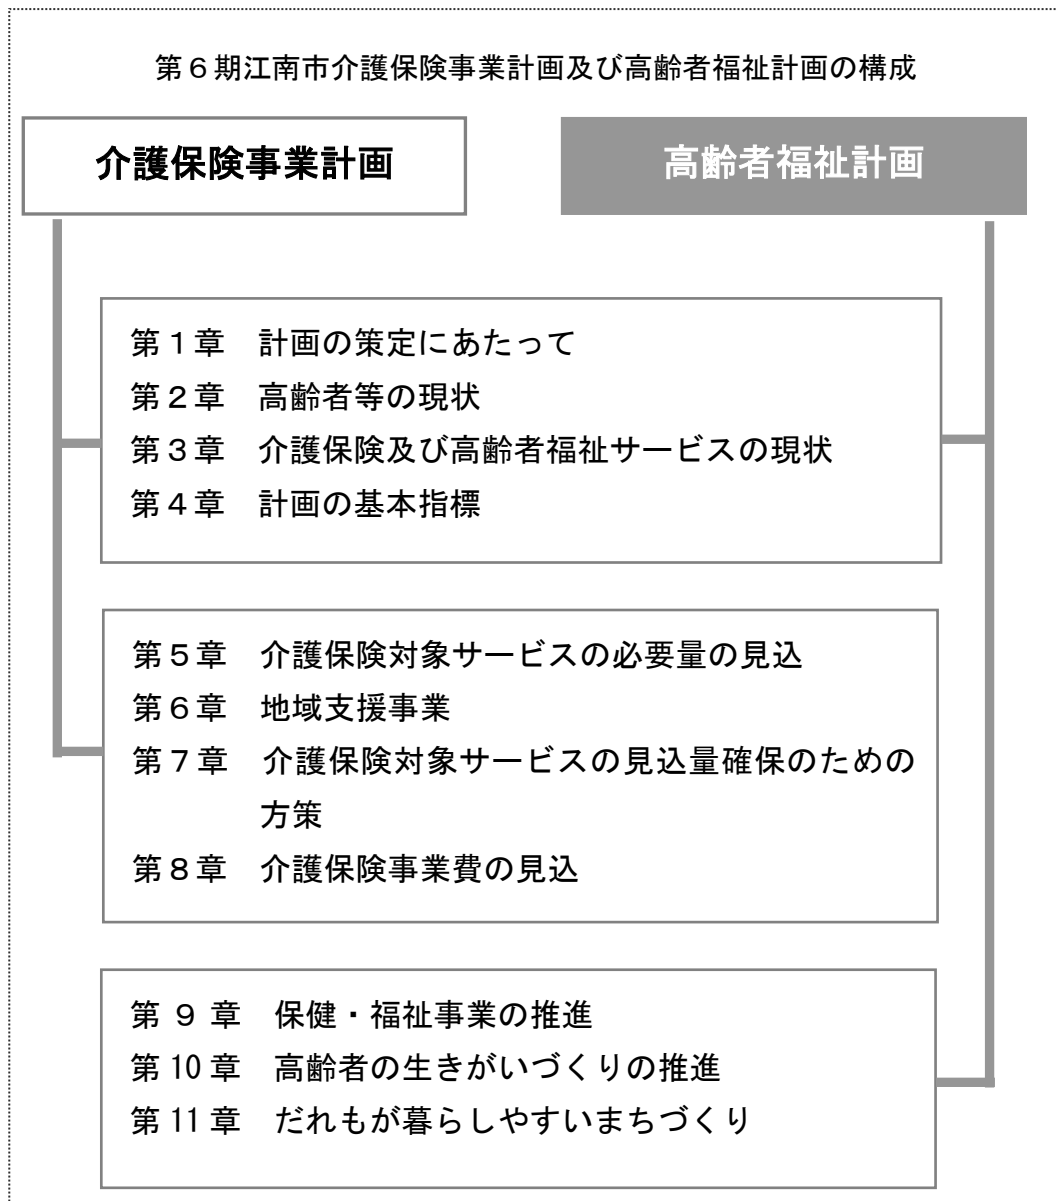 第６期江南市介護保険事業計画及び高齢者福祉計画の構成
介護保険事業計画
高齢者福祉計画
第１章　計画の策定にあたって
第２章　高齢者等の現状
第３章　介護保険及び高齢者福祉サービスの現状
第４章　計画の基本指標
第５章　介護保険対象サービスの必要量の見込
第６章　地域支援事業
第７章　介護保険対象サービスの見込量確保のための
方策
第８章　介護保険事業費の見込
第 ９ 章　保健・福祉事業の推進
第 10 章　高齢者の生きがいづくりの推進
第 11 章　だれもが暮らしやすいまちづくり